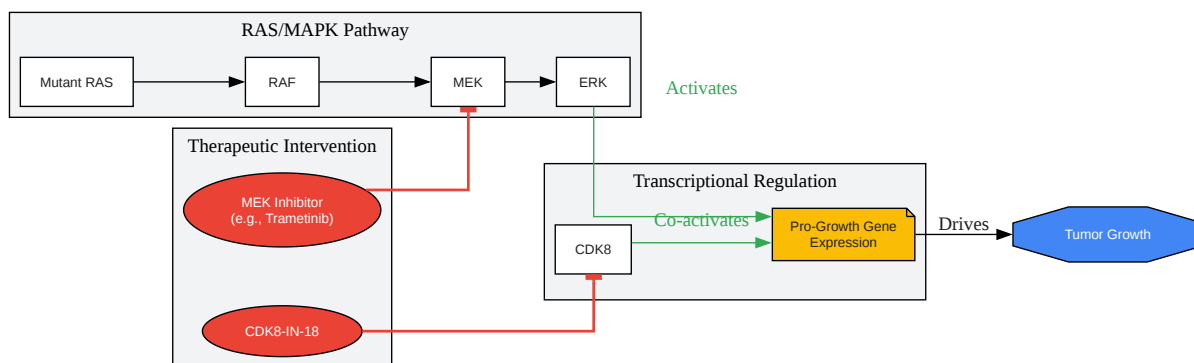 RAS/MAPK Pathway
Mutant RAS
RAF
MEK
ERK
Activates
Therapeutic Intervention
MEK Inhibitor
(e.g., Trametinib)
CDK8-IN-18
Transcriptional Regulation
Co-activates
CDK8
Pro-Growth Gene
Expression
Drives
Tumor Growth